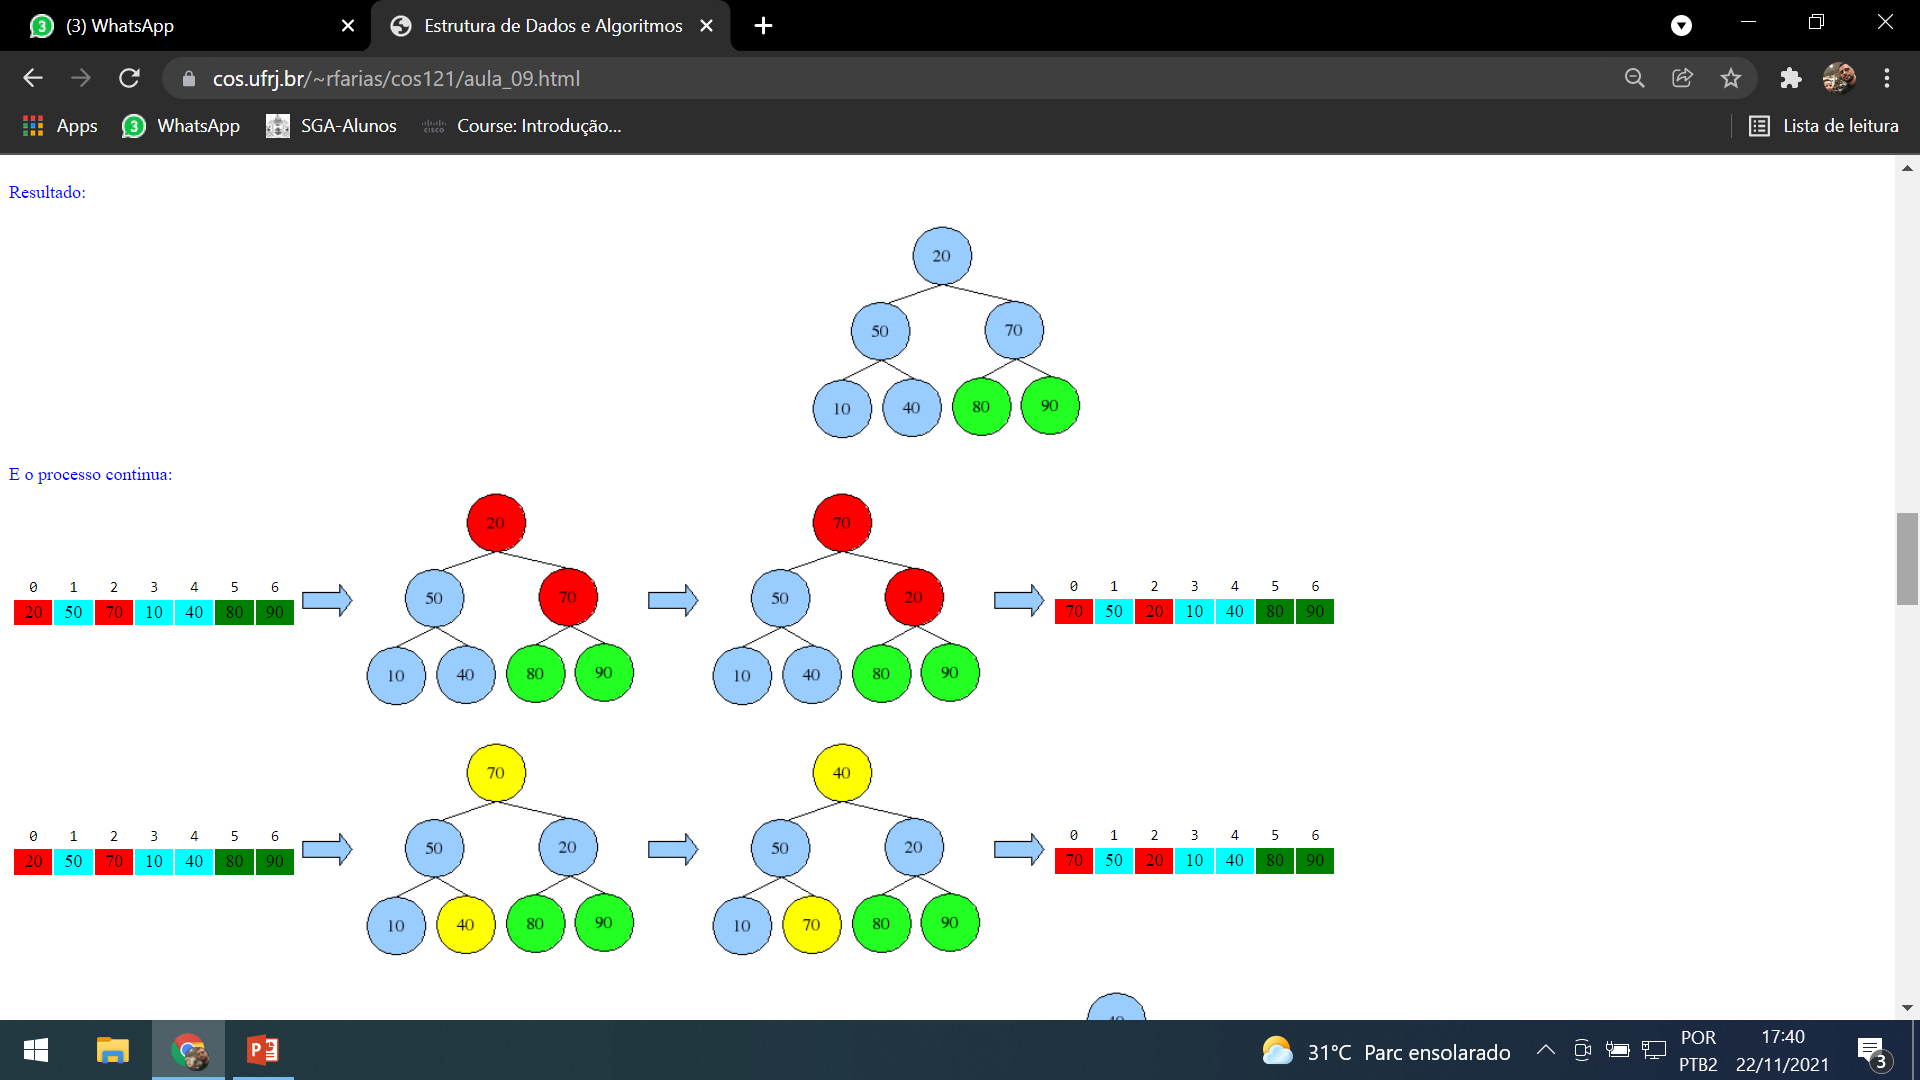 3 (3) WhatsApp
Estrutura de Dados e Algoritmos
cos.ufrj.br/~rfarias/cos121/aula_09.html
Apps
3 WhatsApp
SGA-Alunos
CISCO Course: Introdução...
Lista de leitura
Resultado:
20
50 70
10 40 80 90
E o processo continua:
20 70
0 1 2 3 4 5 6
20 50 70 10 40 80 90
50 70
50 20
0 1 2 3 4 5 6
70 50 20 10 40 80 90
10 40 80 90
10 40 80 90
70 40
0 1 2 3 4 5 6
20 50 70 10 40 80 90
50 20
50 20
0 1 2 3 4 5 6
70 50 20 10 40 80 90
10 40 80 90
10 70 80 90
40
31°C Parc ensolarado
POR
PTB2
17:40
22/11/2021
3